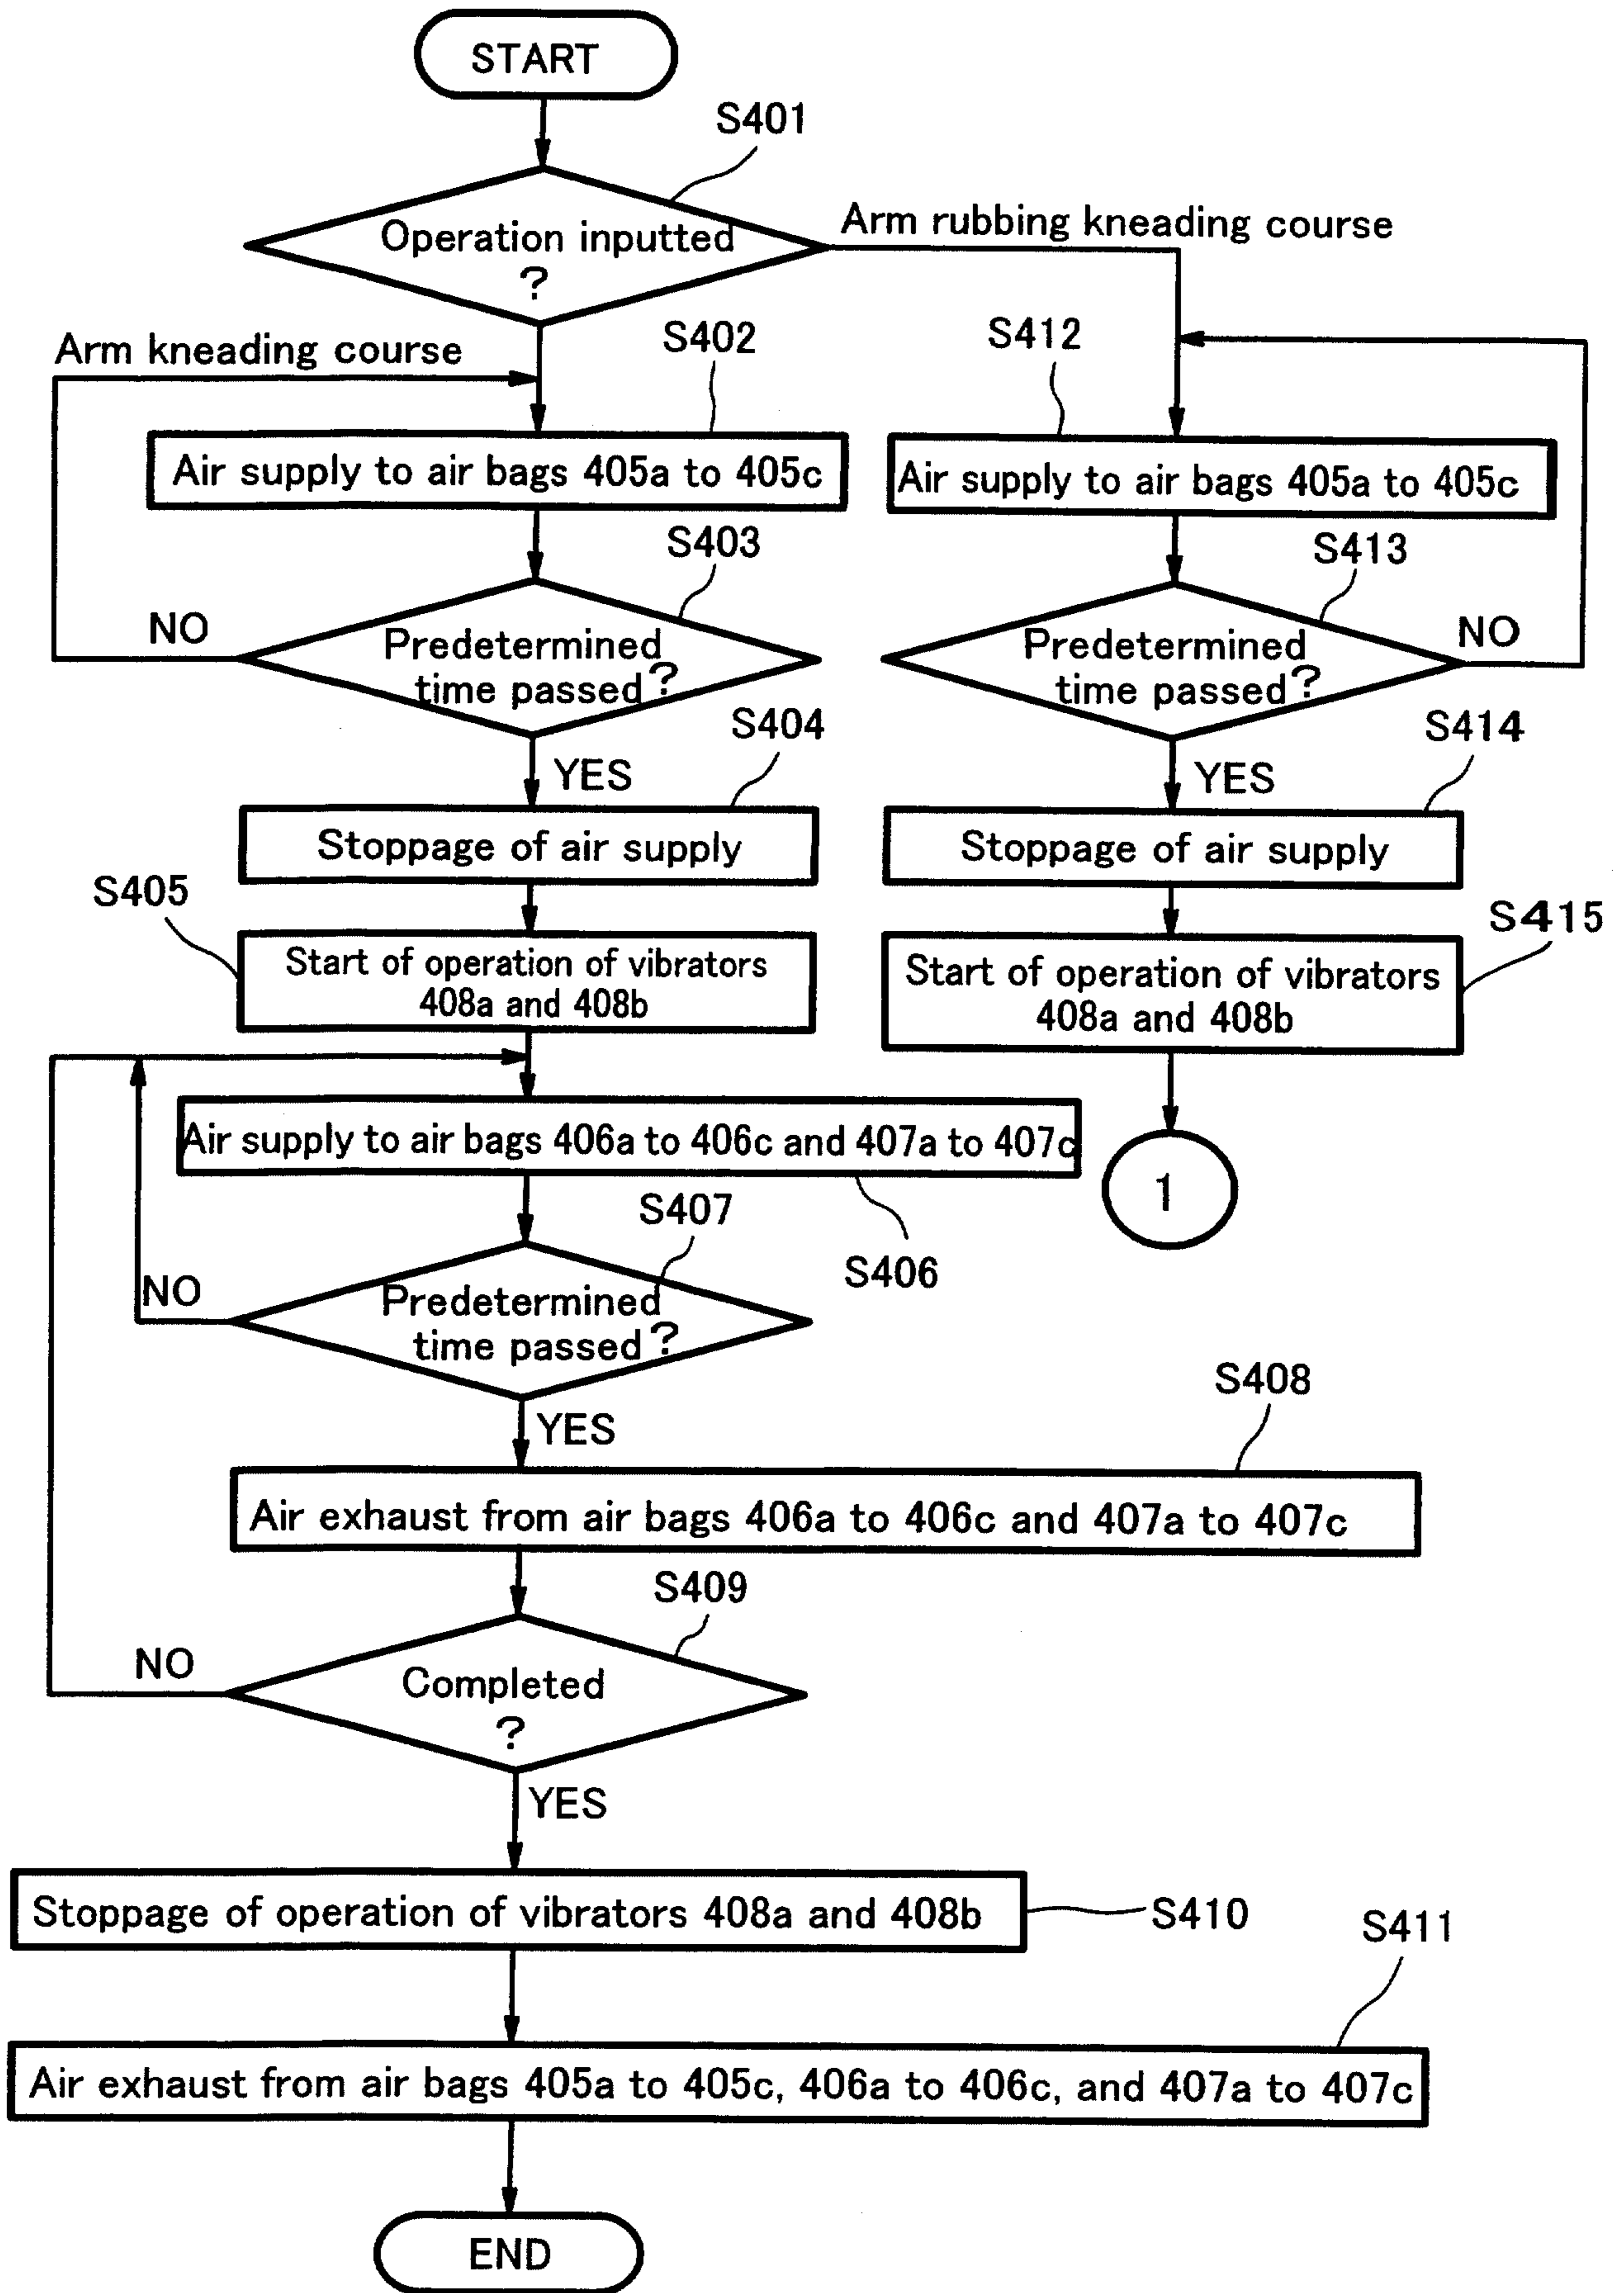 START
S401
Operation inputted
?
Arm rubbing kneading course
Arm kneading course
S402
S412
Air supply to air bags 405a to 405c
Air supply to air bags 405a to 405c
S403
S413
NO
Predetermined
time passed?
Predetermined
time passed?
NO
S404
S414
YES
YES
Stoppage of air supply
Stoppage of air supply
S405
S415
Start of operation of vibrators
408a and 408b
Start of operation of vibrators
408a and 408b
Air supply to air bags 406a to 406c and 407a to 407c
1
S407
S406
NO
Predetermined
time passed?
S408
YES
Air exhaust from air bags 406a to 406c and 407a to 407c
S409
NO
Completed
?
YES
Stoppage of operation of vibrators 408a and 408b
S410
S411
Air exhaust from air bags 405a to 405c, 406a to 406c, and 407a to 407c
END